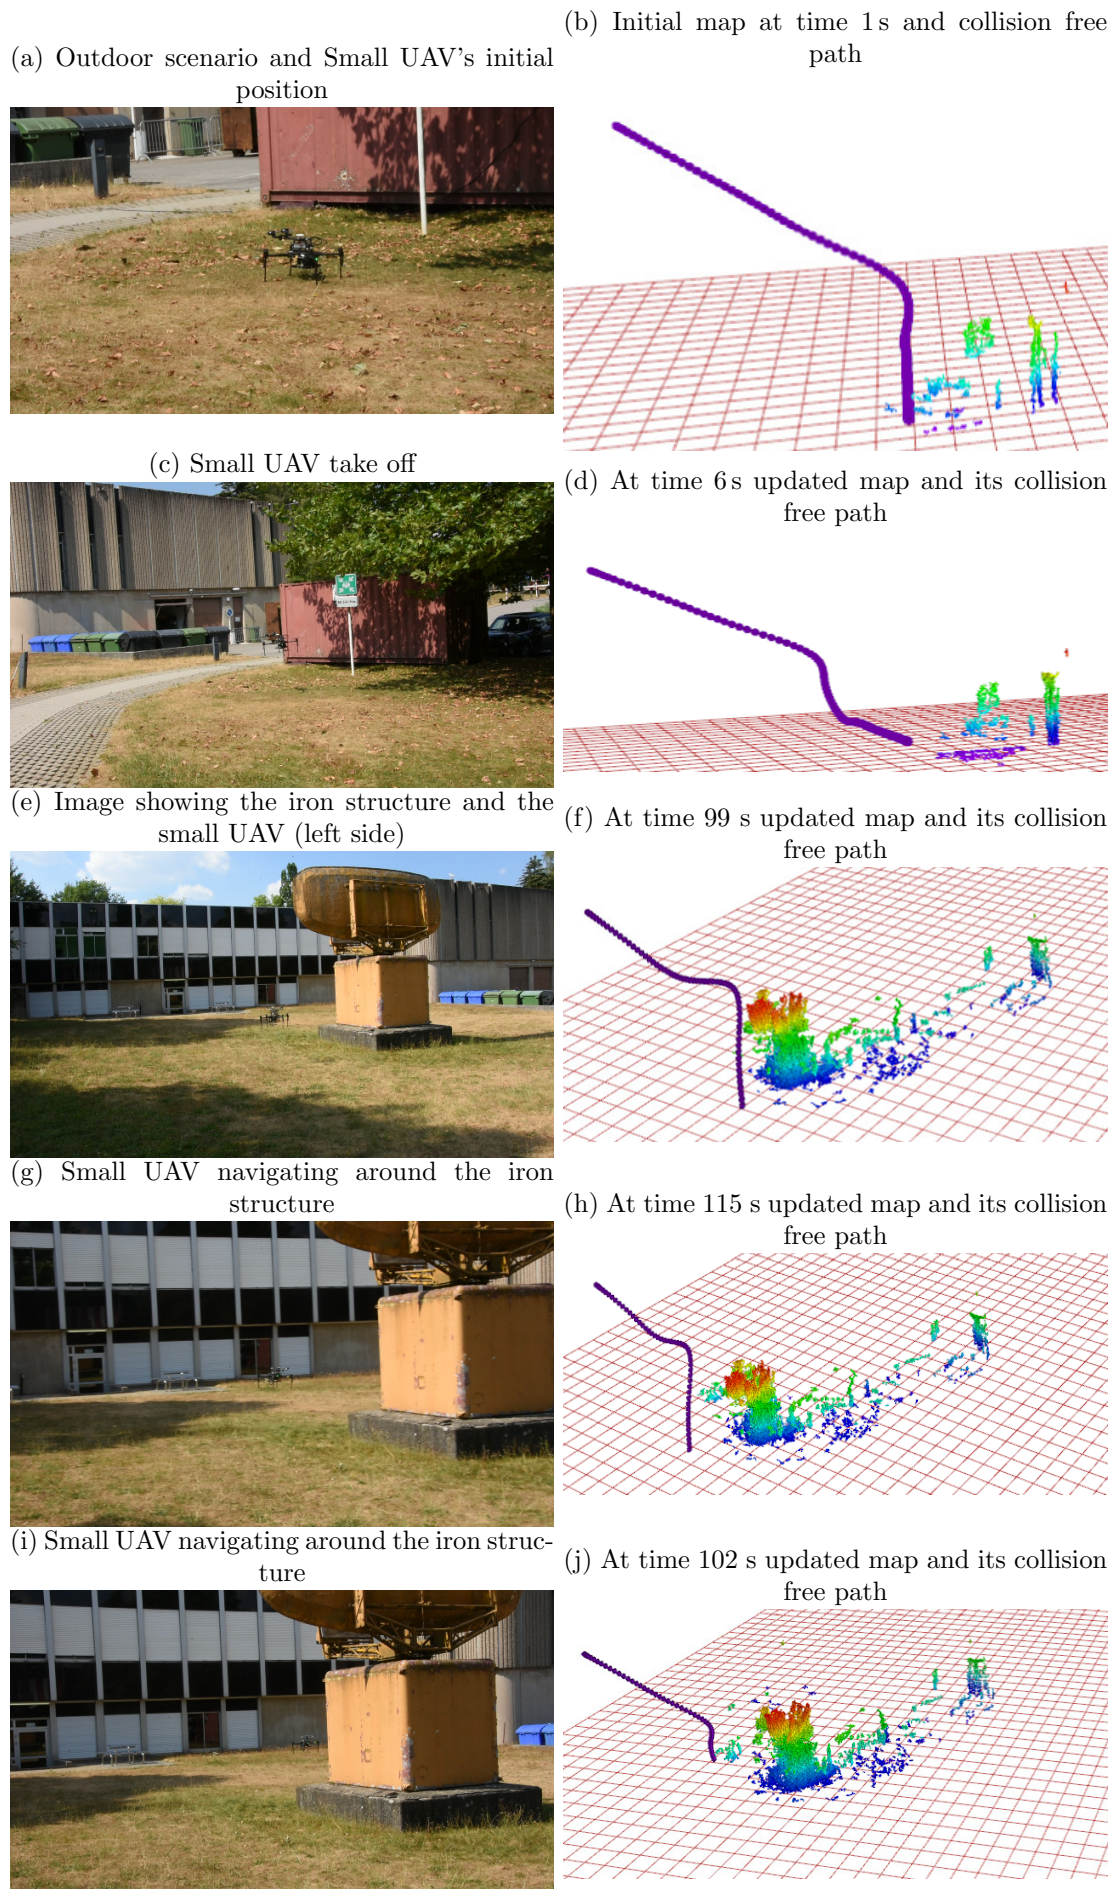 (a) Outdoor scenario and Small UAV's initial
position
(b) Initial map at time 1 s and collision free
path
(c) Small UAV take off
(d) At time 6 s updated map and its collision
free path
(e) Image showing the iron structure and the
small UAV (left side)
(f) At time 99 s updated map and its collision
free path
(g) Small UAV navigating around the iron
structure
(h) At time 115 s updated map and its collision
free path
(i) Small UAV navigating around the iron struc-
ture
(j) At time 102 s updated map and its collision
free path